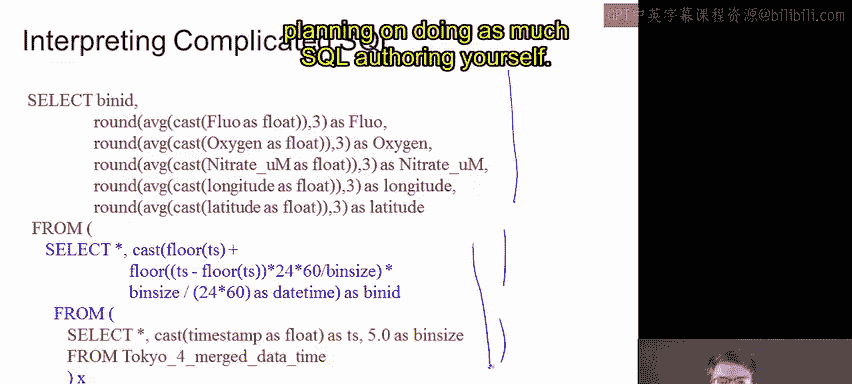 GPT中英字幕课程资源@bilibili.com
planning on doing as much
SQL authoring yourself.
Interpreting Complicated SQL
SELECT binid,
round(avg(cast(Fluo as float)),3) as Fluo,
round(avg(cast(Oxygen as float)),3) as Oxygen,
round(avg(cast(Nitrate_uM as float)),3) as Nitrate_uM,
round(avg(cast(longitude as float)),3) as longitude,
round(avg(cast(latitude as float)),3) as latitude
FROM (
SELECT *, cast(floor(ts) +
floor((ts - floor(ts))*24*60/binsize) *
binsize / (24*60) as datetime) as binid
FROM (
SELECT *, cast(timestamp as float) as ts, 5.0 as binsize
FROM Tokyo_4_merged_data_time
) x